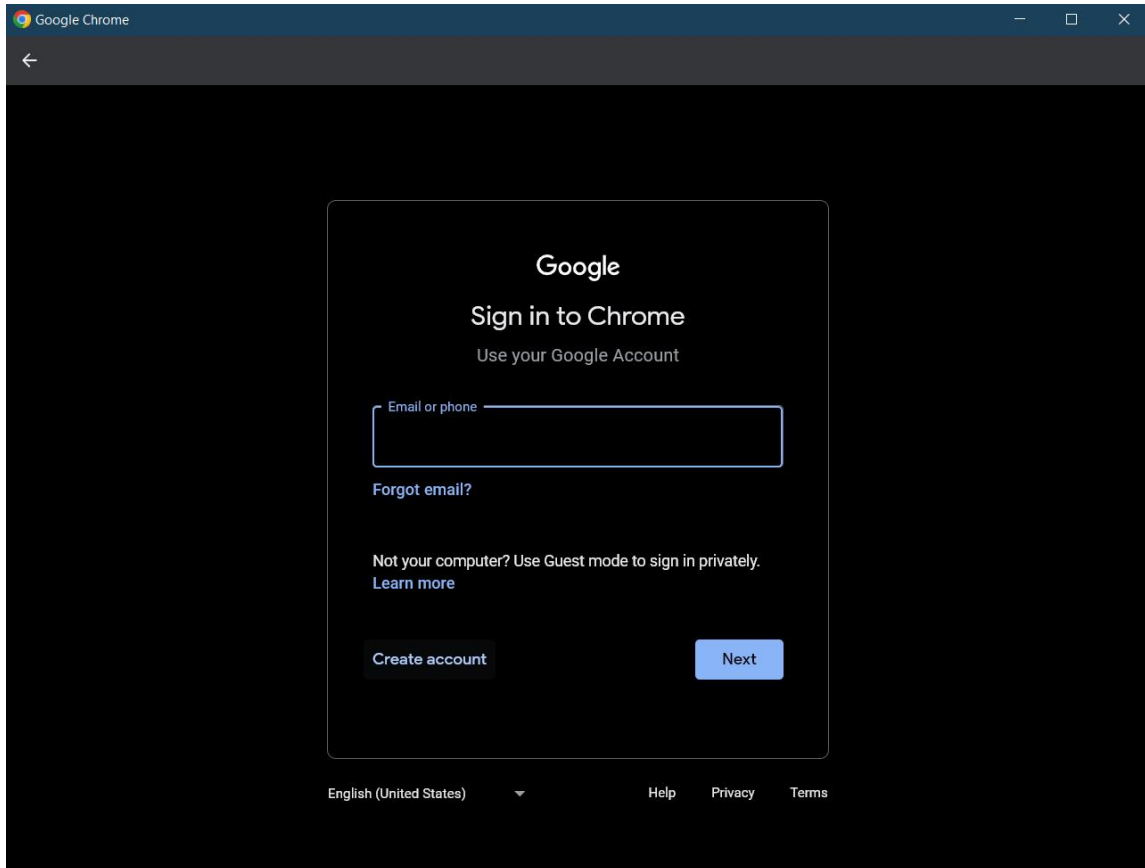 Google Chrome
Google
Sign in to Chrome
Use your Google Account
Email or phone
Forgot email?
Not your computer? Use Guest mode to sign in privately.
Learn more
Create account
Next
English (United States)
Help
Privacy
Terms